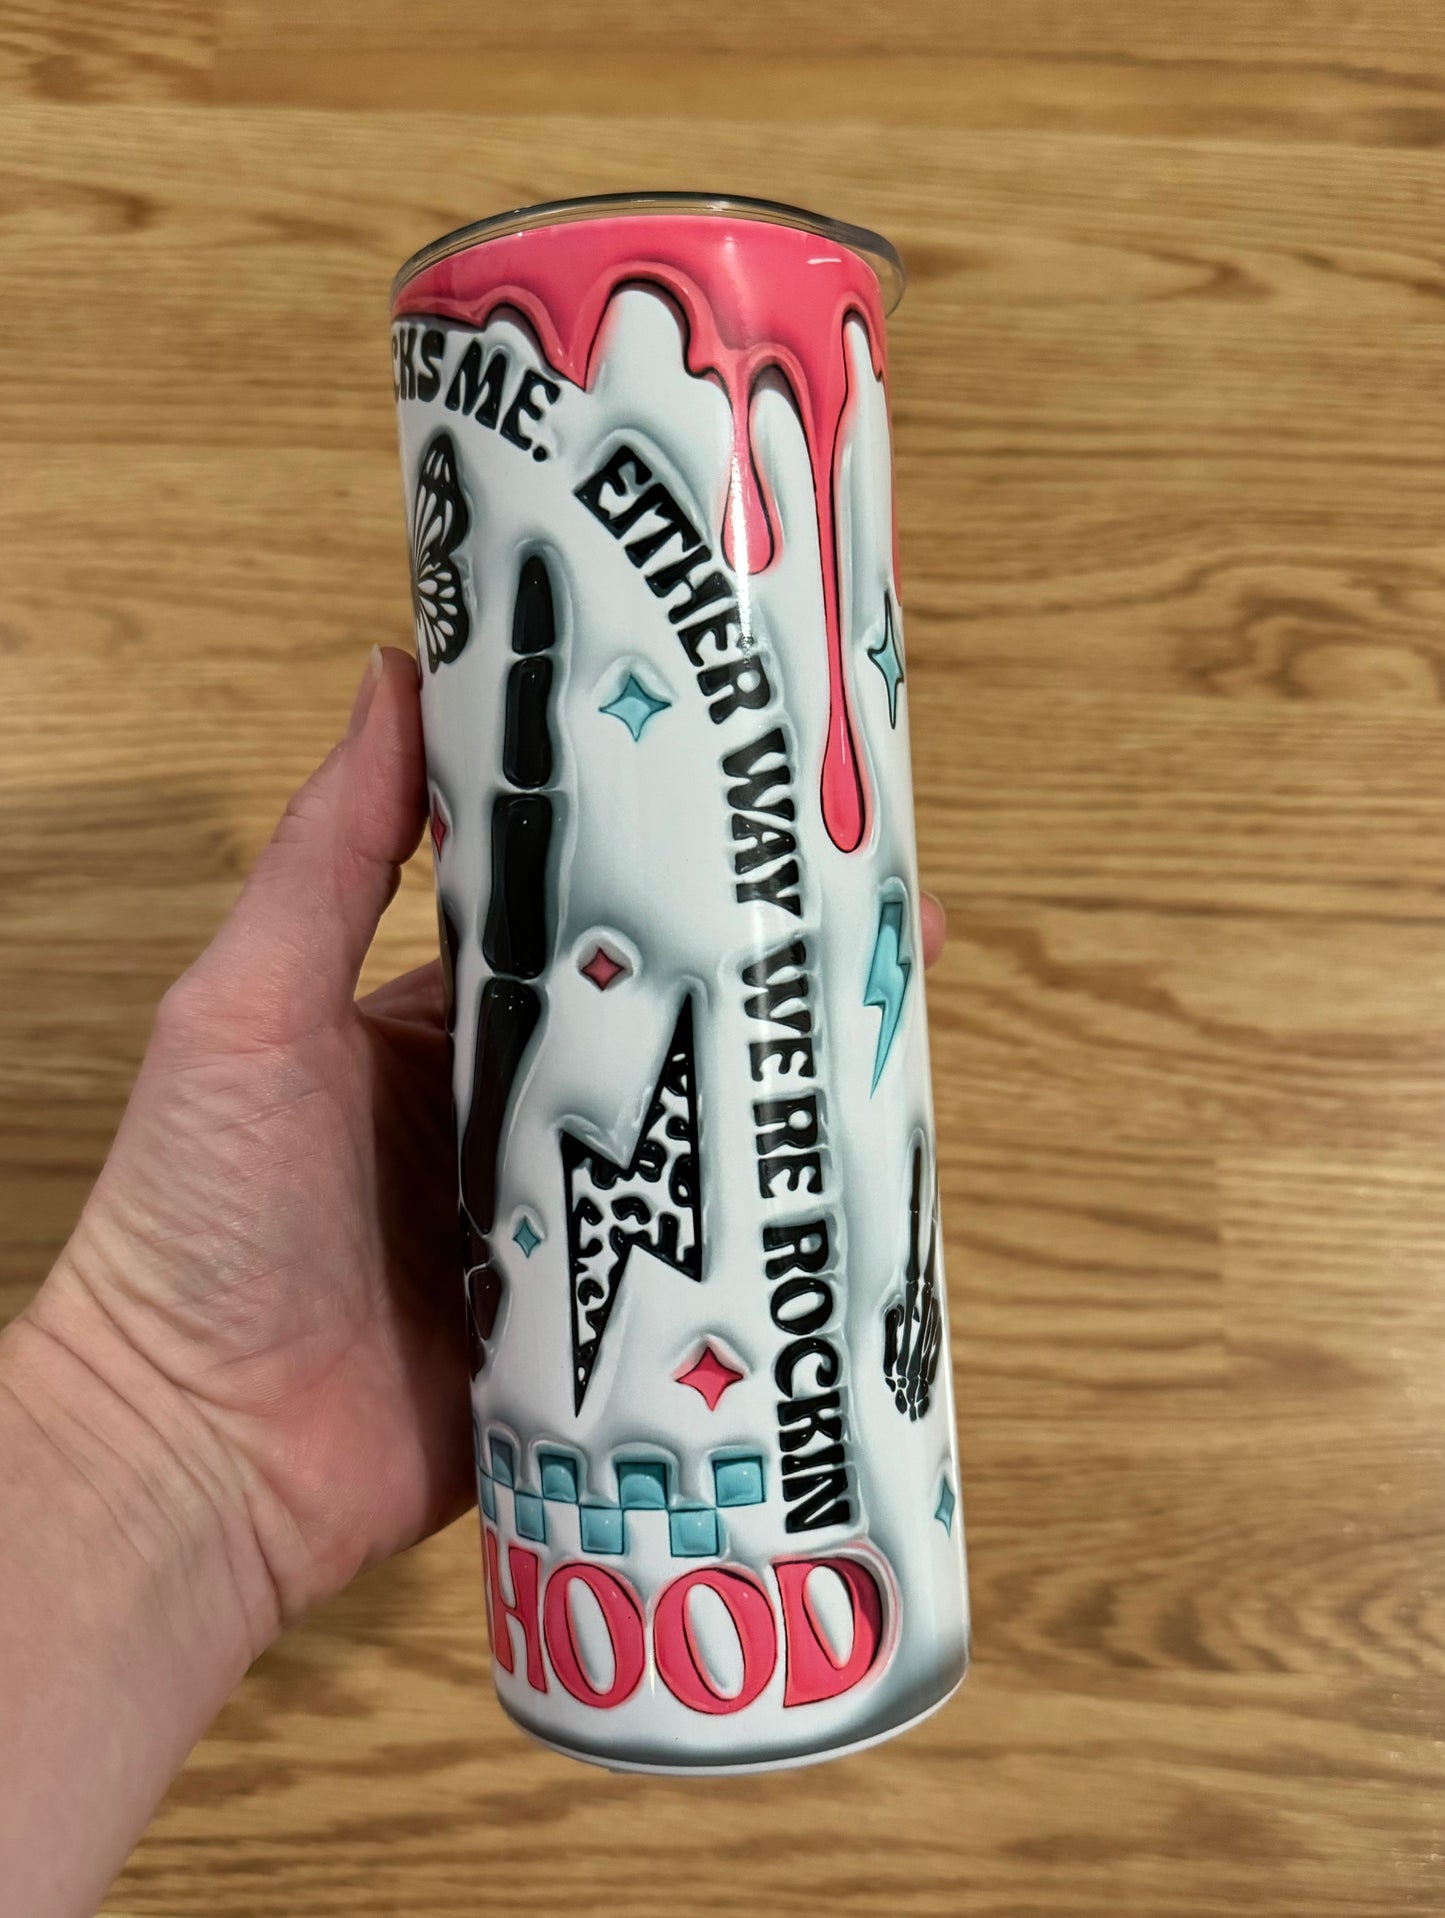 CKS ME.
EITHER WAY WE RE ROCKIN
HOOD